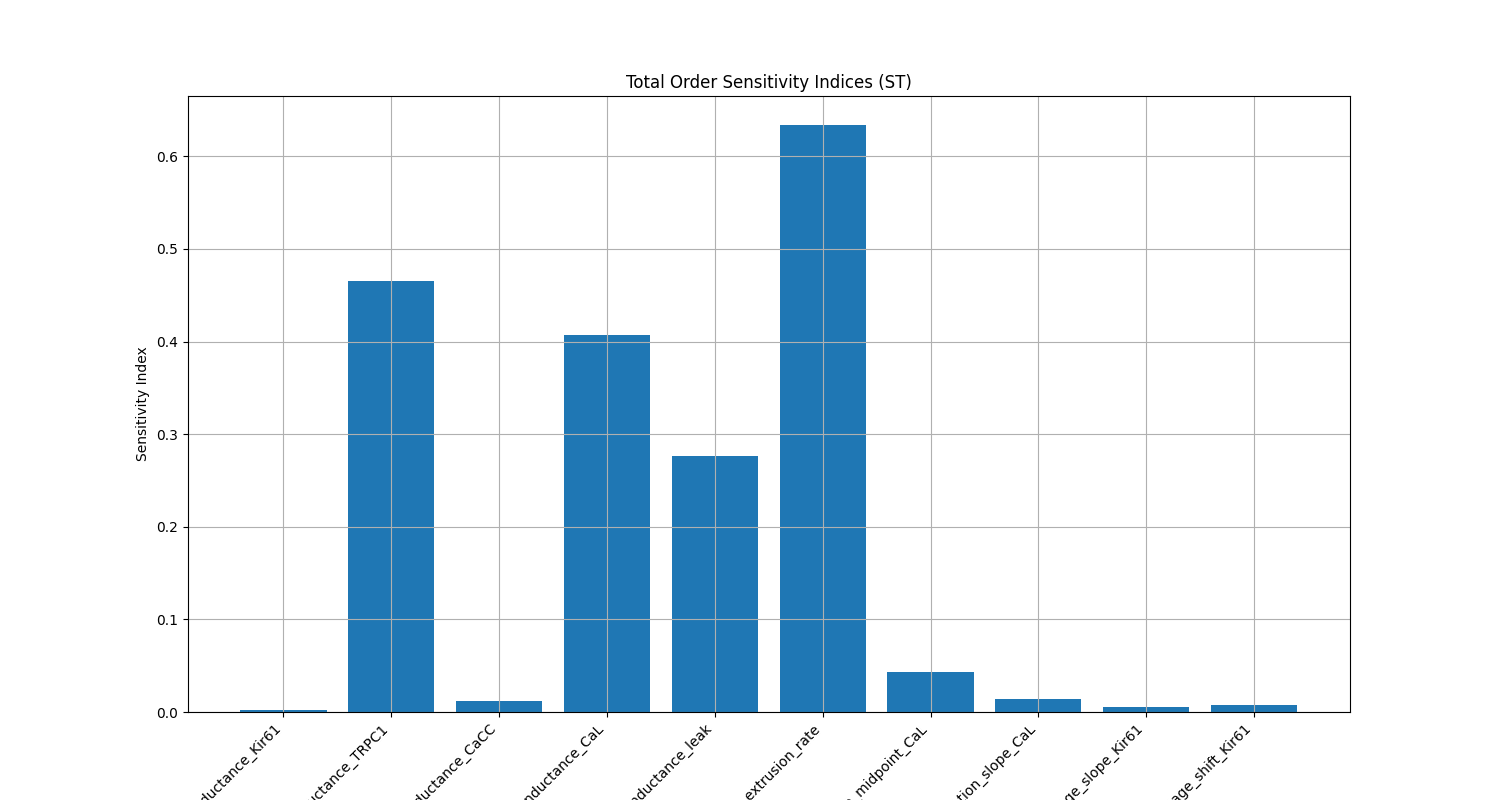 Total Order Sensitivity Indices (ST)
Sensitivity Index
0.6
0.5
0.4
0.3
0.2
0.1
0.0
ductance_Kir61
uctance_TRPC1
ductance_CaCC
nductance_CaL
nductance_leak
extrusion_rate
_midpoint_CaL
tion_slope_CaL
ge_slope_Kir61
age_shift_Kir61